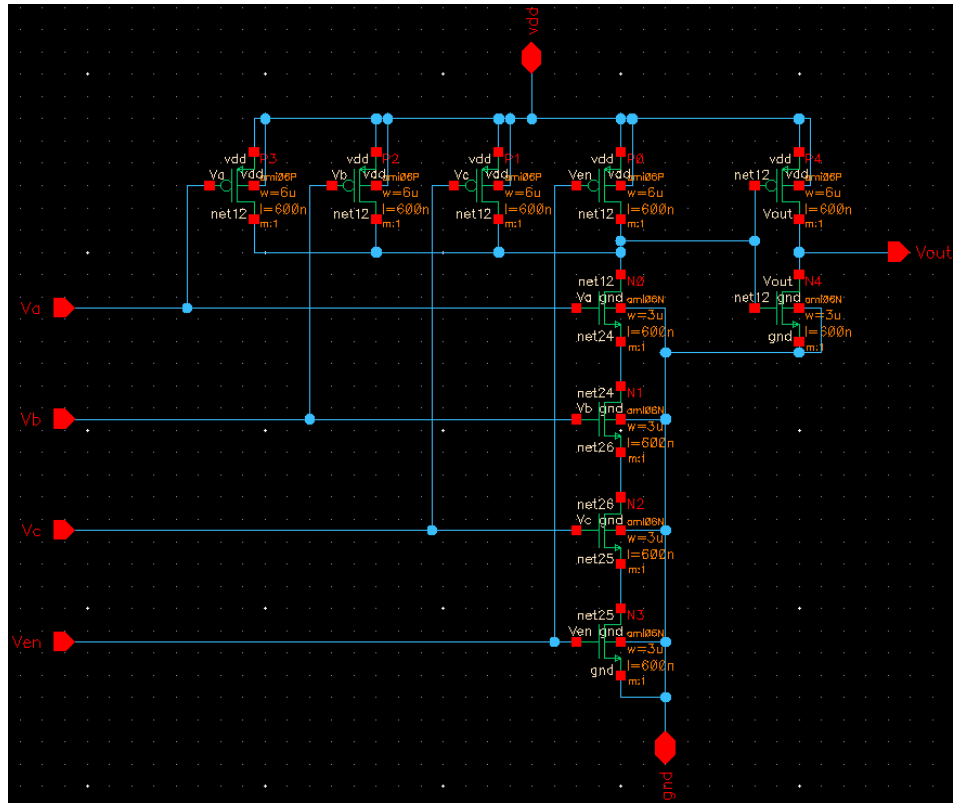 vdd
vdd P3
Va vdd ami06P
w=6u
l=600n
net12 m:1
vdd P2
Vb vdd ami06P
w=6u
l=600n
net12 m:1
vdd P1
Vc vdd ami06P
w=6u
l=600n
net12 m:1
vdd P0
Ven vdd ami06P
w=6u
l=600n
net12 m:1
vdd P4
net12 vdd ami06P
w=6u
l=600n
Vout m:1
Vout
Va
net12 N0
Va gnd ami06N
w=3u
l=600n
net24 m:1
Vout N4
net12 gnd ami06N
w=3u
l=600n
gnd m:1
Vb
net24 N1
Vb gnd ami06N
w=3u
l=600n
net26 m:1
Vc
net26 N2
Vc gnd ami06N
w=3u
l=600n
net25 m:1
Ven
net25 N3
Ven gnd ami06N
w=3u
l=600n
gnd m:1
gnd